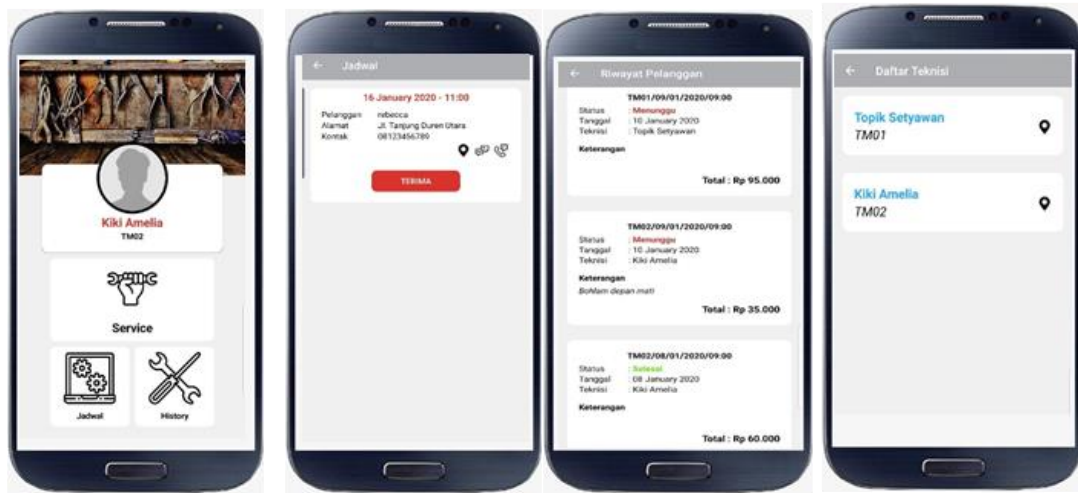 Kiki Amelia
TM02
Service
Jadwal
History
Jadwal
16 January 2020 - 11:00
Pelanggan rebecca
Alamat Jl. Tanjung Duren Utara
Kontak 08123456789
TERIMA
Riwayat Pelanggan
TM01/09/01/2020/09:00
Status : Menunggu
Tanggal : 10 January 2020
Teknisi : Topik Setyawan
Keterangan
Total : Rp 95.000
TM02/09/01/2020/09:00
Status : Menunggu
Tanggal : 10 January 2020
Teknisi : Kiki Amelia
Keterangan
Bohlam depan mati
Total : Rp 35.000
TM02/08/01/2020/09:00
Status : Selesai
Tanggal : 08 January 2020
Teknisi : Kiki Amelia
Keterangan
Total : Rp 60.000
Daftar Teknisi
Topik Setyawan
TM01
Kiki Amelia
TM02